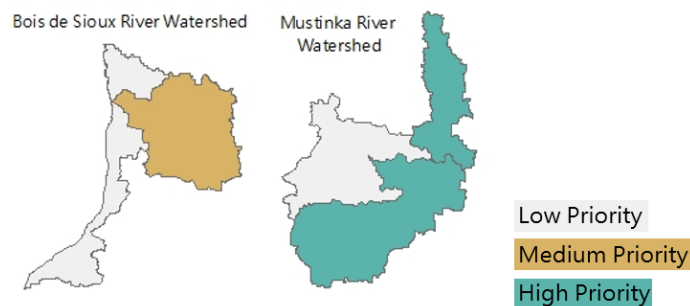 Bois de Sioux River Watershed
Mustinka River
Watershed
Low Priority
Medium Priority
High Priority